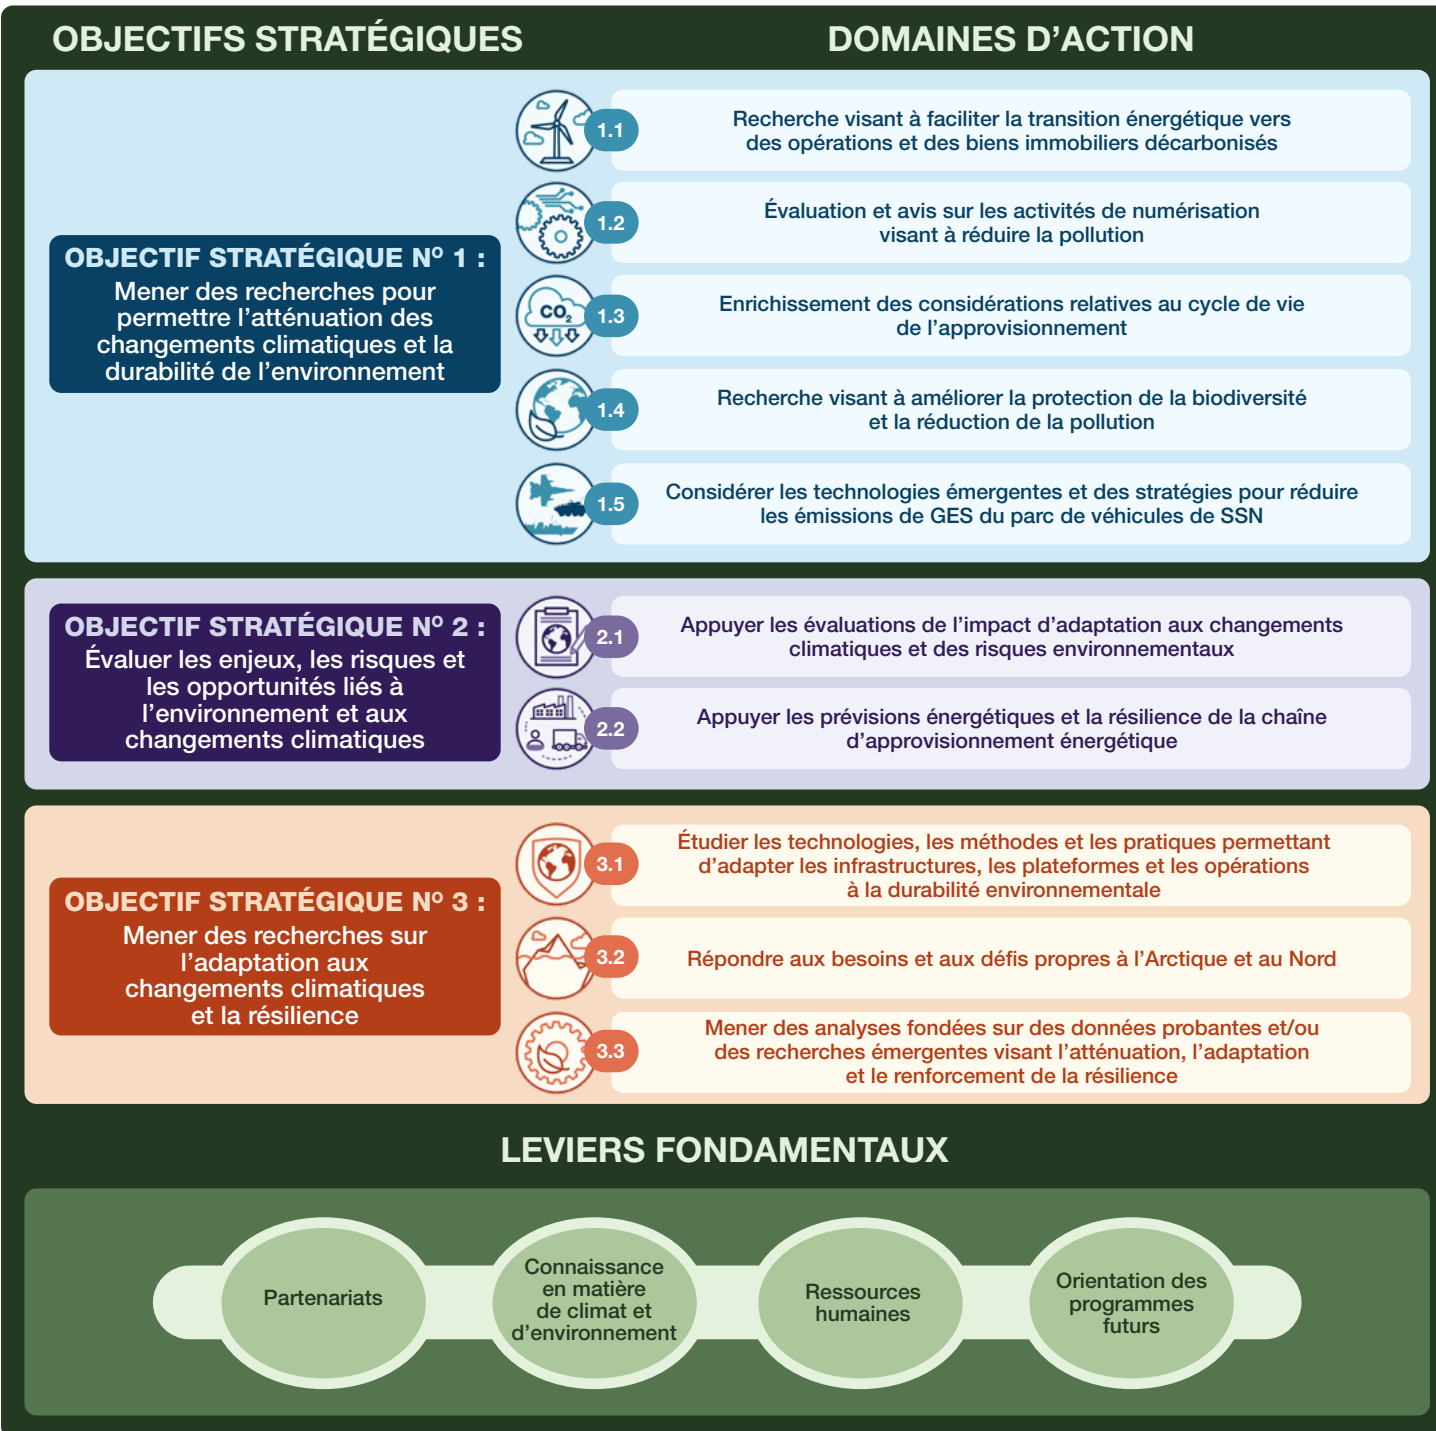 OBJECTIFS STRATÉGIQUES
DOMAINES D’ACTION
OBJECTIF STRATÉGIQUE Nº 1 :
Mener des recherches pour
permettre l’atténuation des
changements climatiques et la
durabilité de l’environnement
1.1
Recherche visant à faciliter la transition énergétique vers
des opérations et des biens immobiliers décarbonisés
1.2
Évaluation et avis sur les activités de numérisation
visant à réduire la pollution
CO₂
1.3
Enrichissement des considérations relatives au cycle de vie
de l’approvisionnement
1.4
Recherche visant à améliorer la protection de la biodiversité
et la réduction de la pollution
1.5
Considérer les technologies émergentes et des stratégies pour réduire
les émissions de GES du parc de véhicules de SSN
OBJECTIF STRATÉGIQUE Nº 2 :
Évaluer les enjeux, les risques et
les opportunités liés à
l’environnement et aux
changements climatiques
2.1
Appuyer les évaluations de l’impact d’adaptation aux changements
climatiques et des risques environnementaux
2.2
Appuyer les prévisions énergétiques et la résilience de la chaîne
d’approvisionnement énergétique
OBJECTIF STRATÉGIQUE Nº 3 :
Mener des recherches sur
l’adaptation aux
changements climatiques
et la résilience
3.1
Étudier les technologies, les méthodes et les pratiques permettant
d’adapter les infrastructures, les plateformes et les opérations
à la durabilité environnementale
3.2
Répondre aux besoins et aux défis propres à l’Arctique et au Nord
3.3
Mener des analyses fondées sur des données probantes et/ou
des recherches émergentes visant l’atténuation, l’adaptation
et le renforcement de la résilience
LEVIERS FONDAMENTAUX
Partenariats
Connaissance
en matière
de climat et
d’environnement
Ressources
humaines
Orientation des
programmes
futurs